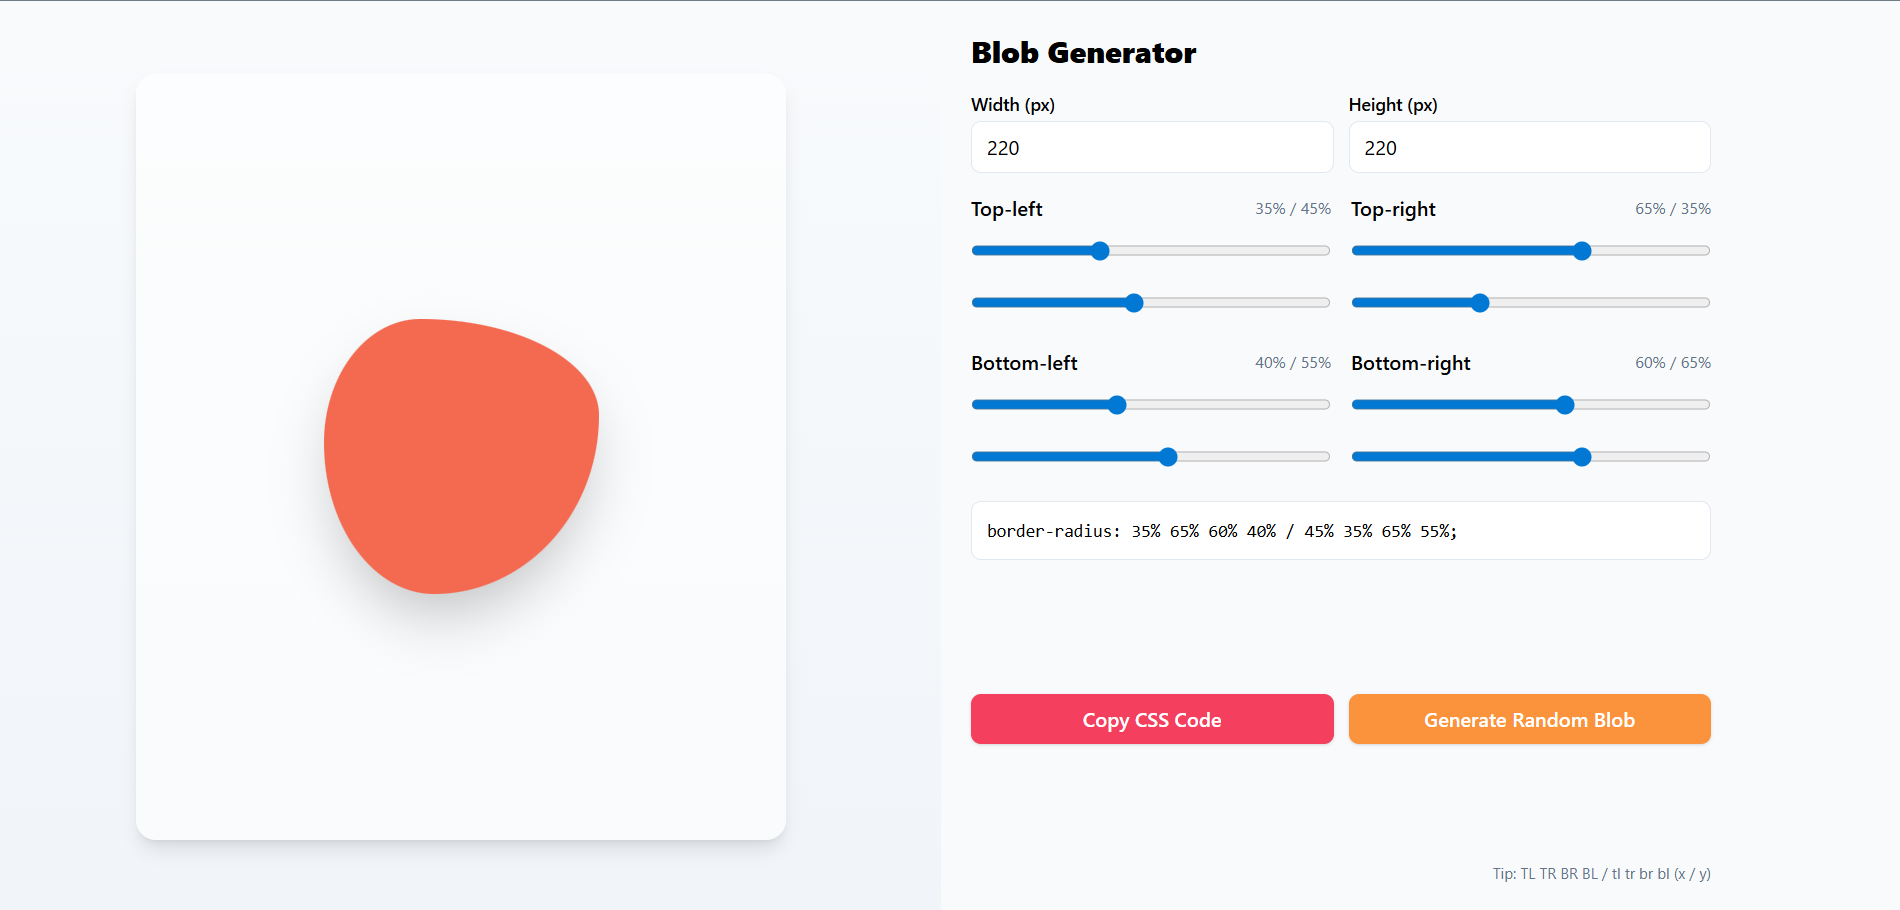 Blob Generator
Width (px)
Height (px)
220
220
Top-left
35% / 45%
Top-right
65% / 35%
Bottom-left
40% / 55%
Bottom-right
60% / 65%
border-radius: 35% 65% 60% 40% / 45% 35% 65% 55%;
Copy CSS Code
Generate Random Blob
Tip: TL TR BR BL / tl tr br bl (x / y)